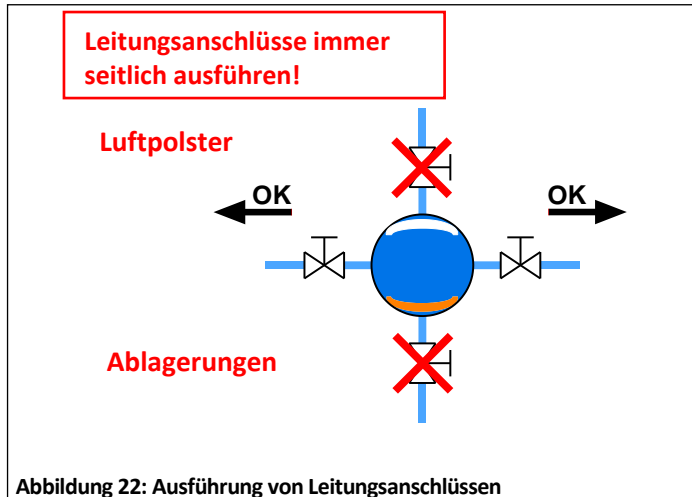 Leitungsanschlüsse immer
seitlich ausführen!
Luftpolster
OK
OK
Ablagerungen
Abbildung 22: Ausführung von Leitungsanschlüssen